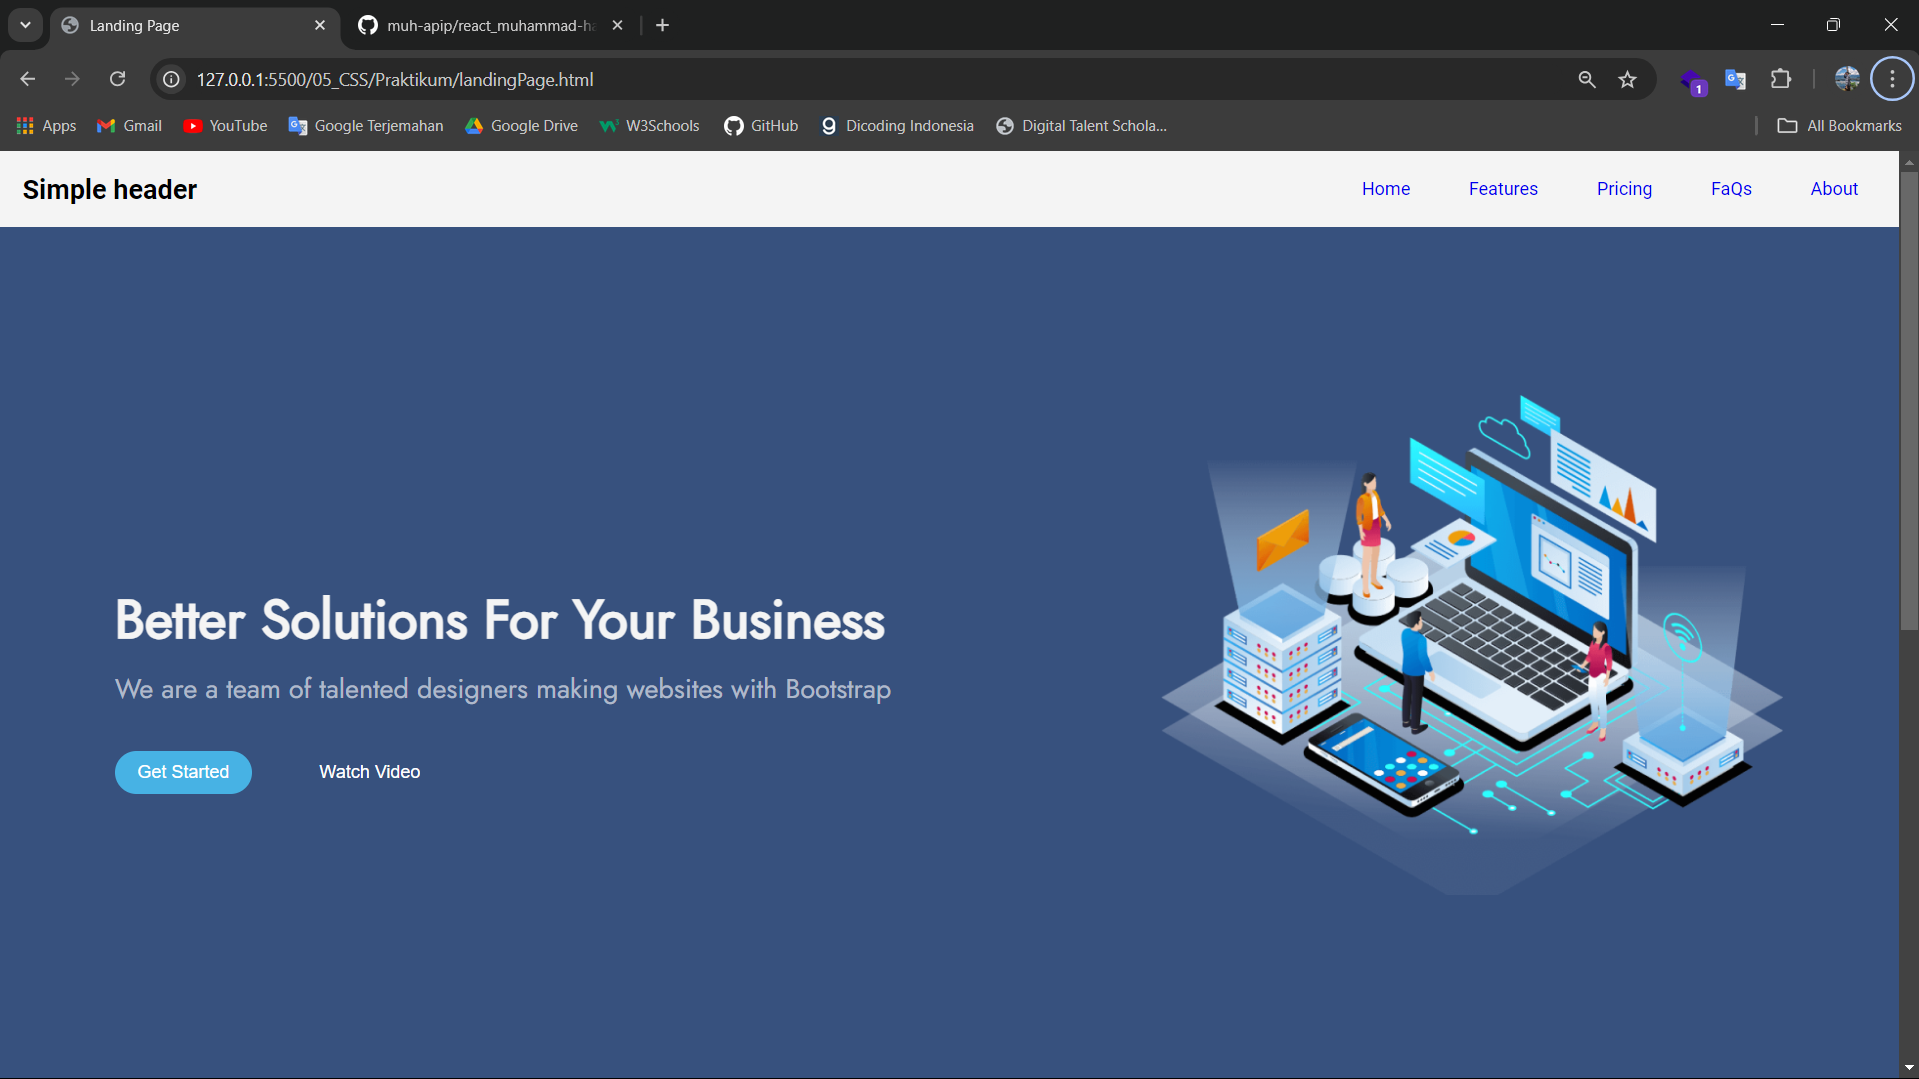 Landing Page
muh-apip/react_muhammad-ha
127.0.0.1:5500/05_CSS/Praktikum/landingPage.html
1
Apps Gmail YouTube Google Terjemahan Google Drive W3Schools GitHub Dicoding Indonesia Digital Talent Schola... All Bookmarks
Simple header Home Features Pricing FaQs About
Better Solutions For Your Business
We are a team of talented designers making websites with Bootstrap
Get Started Watch Video